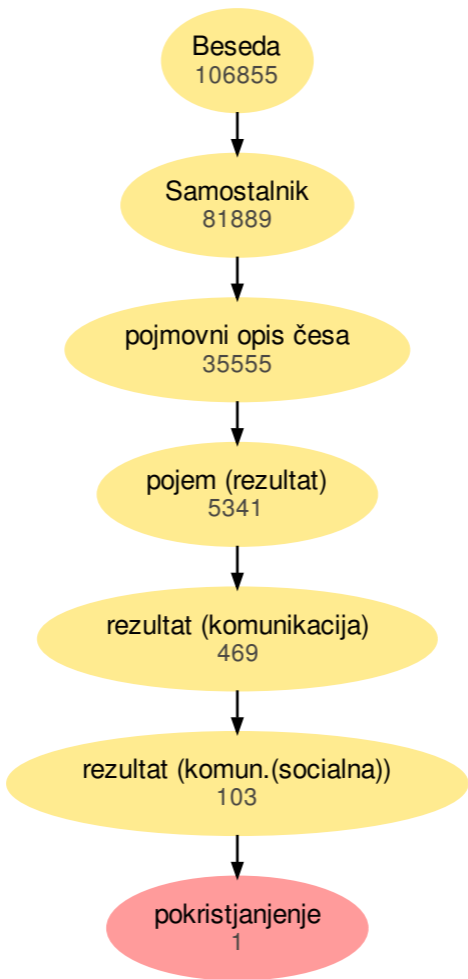 Beseda
106855
Samostalnik
81889
pojmovni opis česa
35555
pojem (rezultat)
5341
rezultat (komunikacija)
469
rezultat (komun.(socialna))
103
pokristjanjenje
1